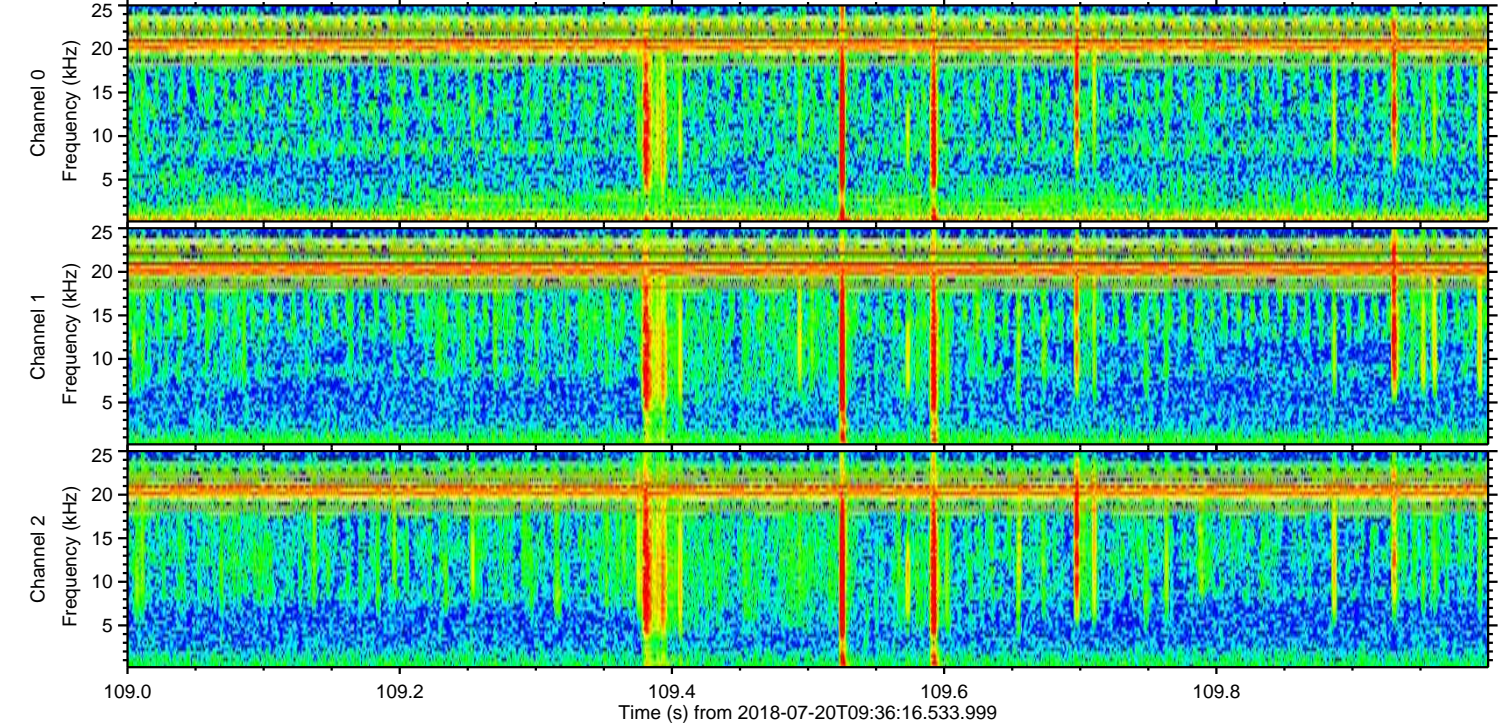 Channel 0
Frequency (kHz)
25
20
15
10
5
Channel 1
Frequency (kHz)
25
20
15
10
5
Channel 2
Frequency (kHz)
25
20
15
10
5
109.0 109.2 109.4 109.6 109.8
Time (s) from 2018-07-20T09:36:16.533.999